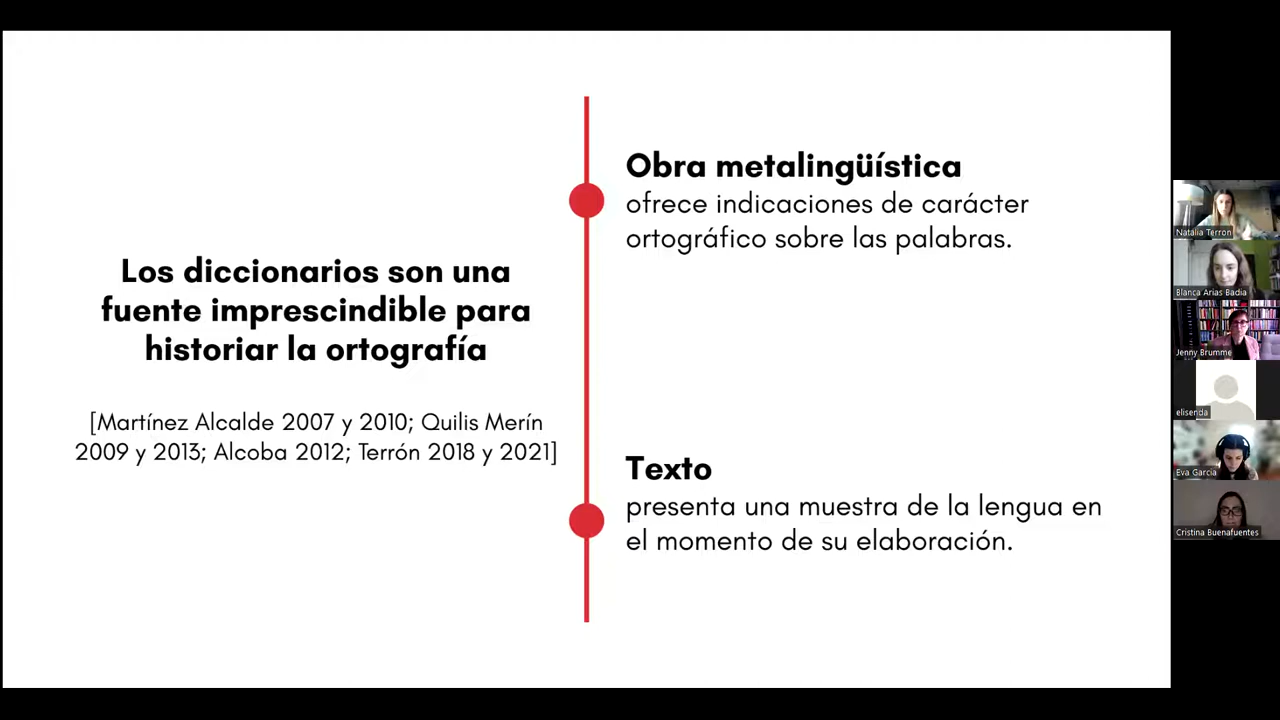 Los diccionarios son una
fuente imprescindible para
historiar la ortografía
[Martínez Alcalde 2007 y 2010; Quilis Merín
2009 y 2013; Alcoba 2012; Terrón 2018 y 2021]
Obra metalingüística
ofrece indicaciones de carácter
ortográfico sobre las palabras.
Texto
presenta una muestra de la lengua en
el momento de su elaboración.
Natalia Terron
Blanca Arias Badia
Jenny Brumme
elisenda
Eva Garcia
Cristina Buenafuentes